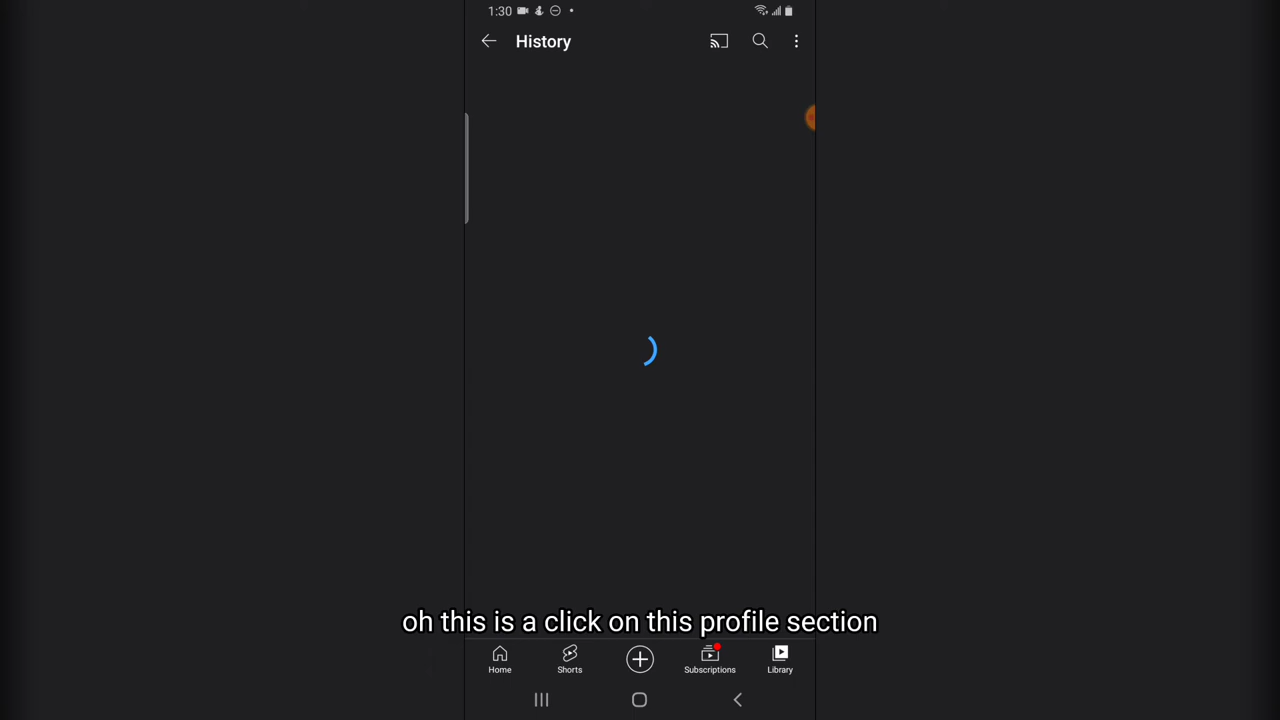 1:30
History
oh this is a click on this profile section
Home
Shorts
Subscriptions
Library